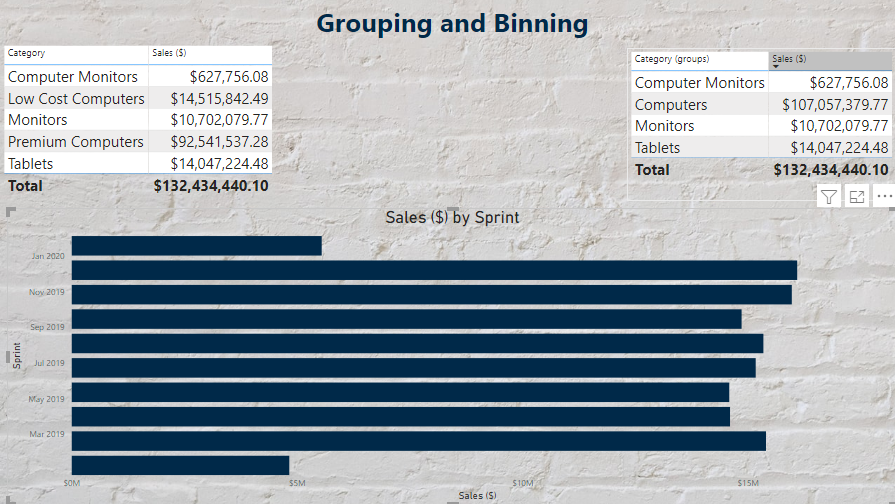 Grouping and Binning
Category Sales ($)
Computer Monitors $627,756.08
Low Cost Computers $14,515,842.49
Monitors $10,702,079.77
Premium Computers $92,541,537.28
Tablets $14,047,224.48
Total $132,434,440.10
Category (groups) Sales ($)
Computer Monitors $627,756.08
Computers $107,057,379.77
Monitors $10,702,079.77
Tablets $14,047,224.48
Total $132,434,440.10
Sales ($) by Sprint
Sprint
Jan 2020
Nov 2019
Sep 2019
Jul 2019
May 2019
Mar 2019
$0M $5M $10M $15M
Sales ($)